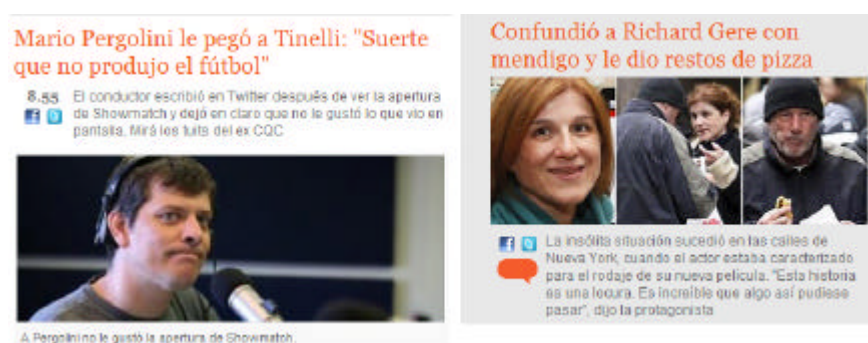 Mario Pergolini le pegó a Tinelli: "Suerte
que no produjo el fútbol"
8.55 El conductor escribió en Twitter después de ver la apertura
de Showmatch y dejó en claro que no le gustó lo que vio en
pantalla. Mirá los tuits del ex CQC
A Pergolini no le gustó la apertura de Showmatch.
Confundió a Richard Gere con
mendigo y le dio restos de pizza
La insólita situación sucedió en las calles de
Nueva York, cuando el actor estaba caracterizado
para el rodaje de su nueva película. "Esta historia
es una locura. Es increíble que algo así pudiese
pasar", dijo la protagonista